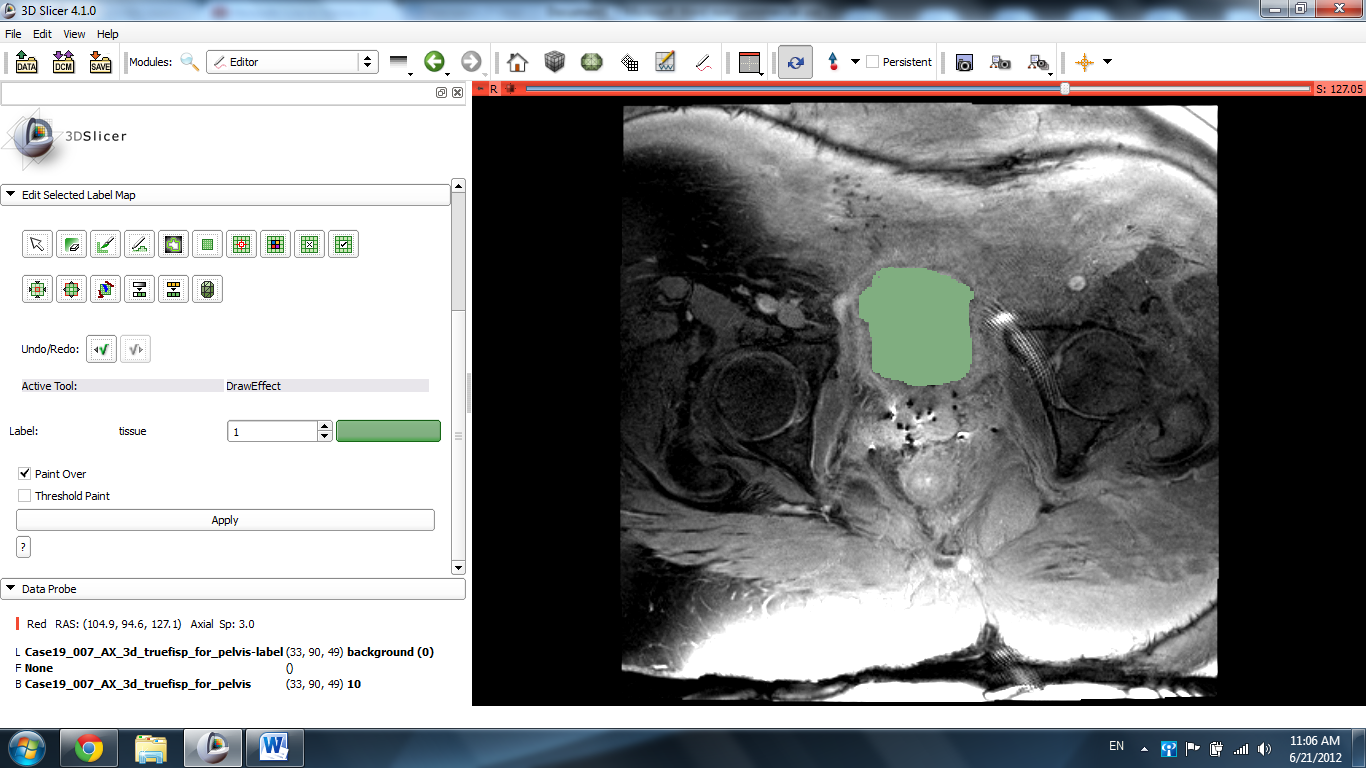 3D Slicer 4.1.0
File Edit View Help
DATA DCM SAVE Modules: Editor Persistent
R S: 127.05
3DSlicer
Edit Selected Label Map
Undo/Redo:
Active Tool: DrawEffect
Label: tissue 1
Paint Over
Threshold Paint
Apply
?
Data Probe
Red RAS: (104.9, 94.6, 127.1) Axial Sp: 3.0
L Case19_007_AX_3d_truefisp_for_pelvis-label (33, 90, 49) background (0)
F None ()
B Case19_007_AX_3d_truefisp_for_pelvis (33, 90, 49) 10
EN 11:06 AM
6/21/2012